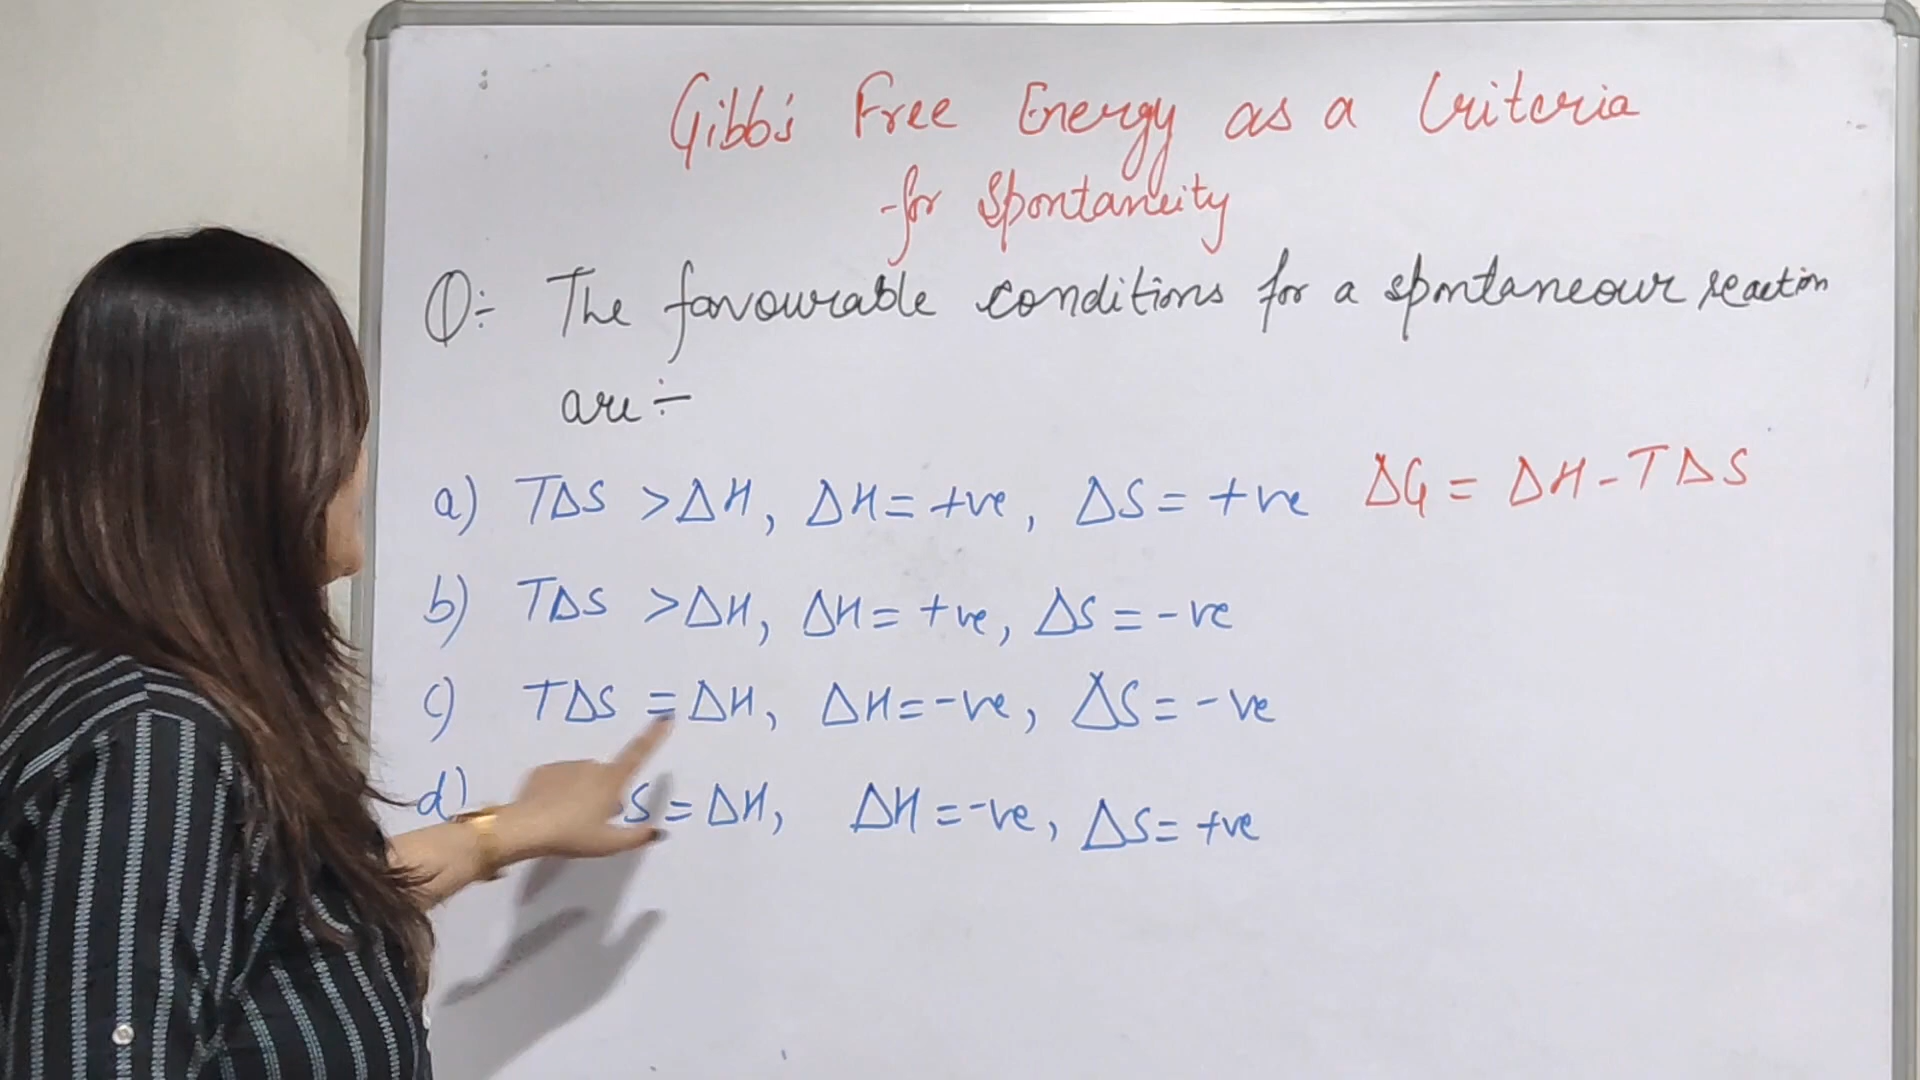 Gibb's Free Energy as a Criteria
for Spontaneity
Q:- The favourable conditions for a spontaneour reaction
are :-
a) TΔS > ΔH, ΔH = +ve, ΔS = +ve ΔG = ΔH - TΔS
b) TΔS > ΔH, ΔH = +ve, ΔS = -ve
c) TΔS = ΔH, ΔH = -ve, ΔS = -ve
d) S = ΔH, ΔH = -ve, ΔS = +ve